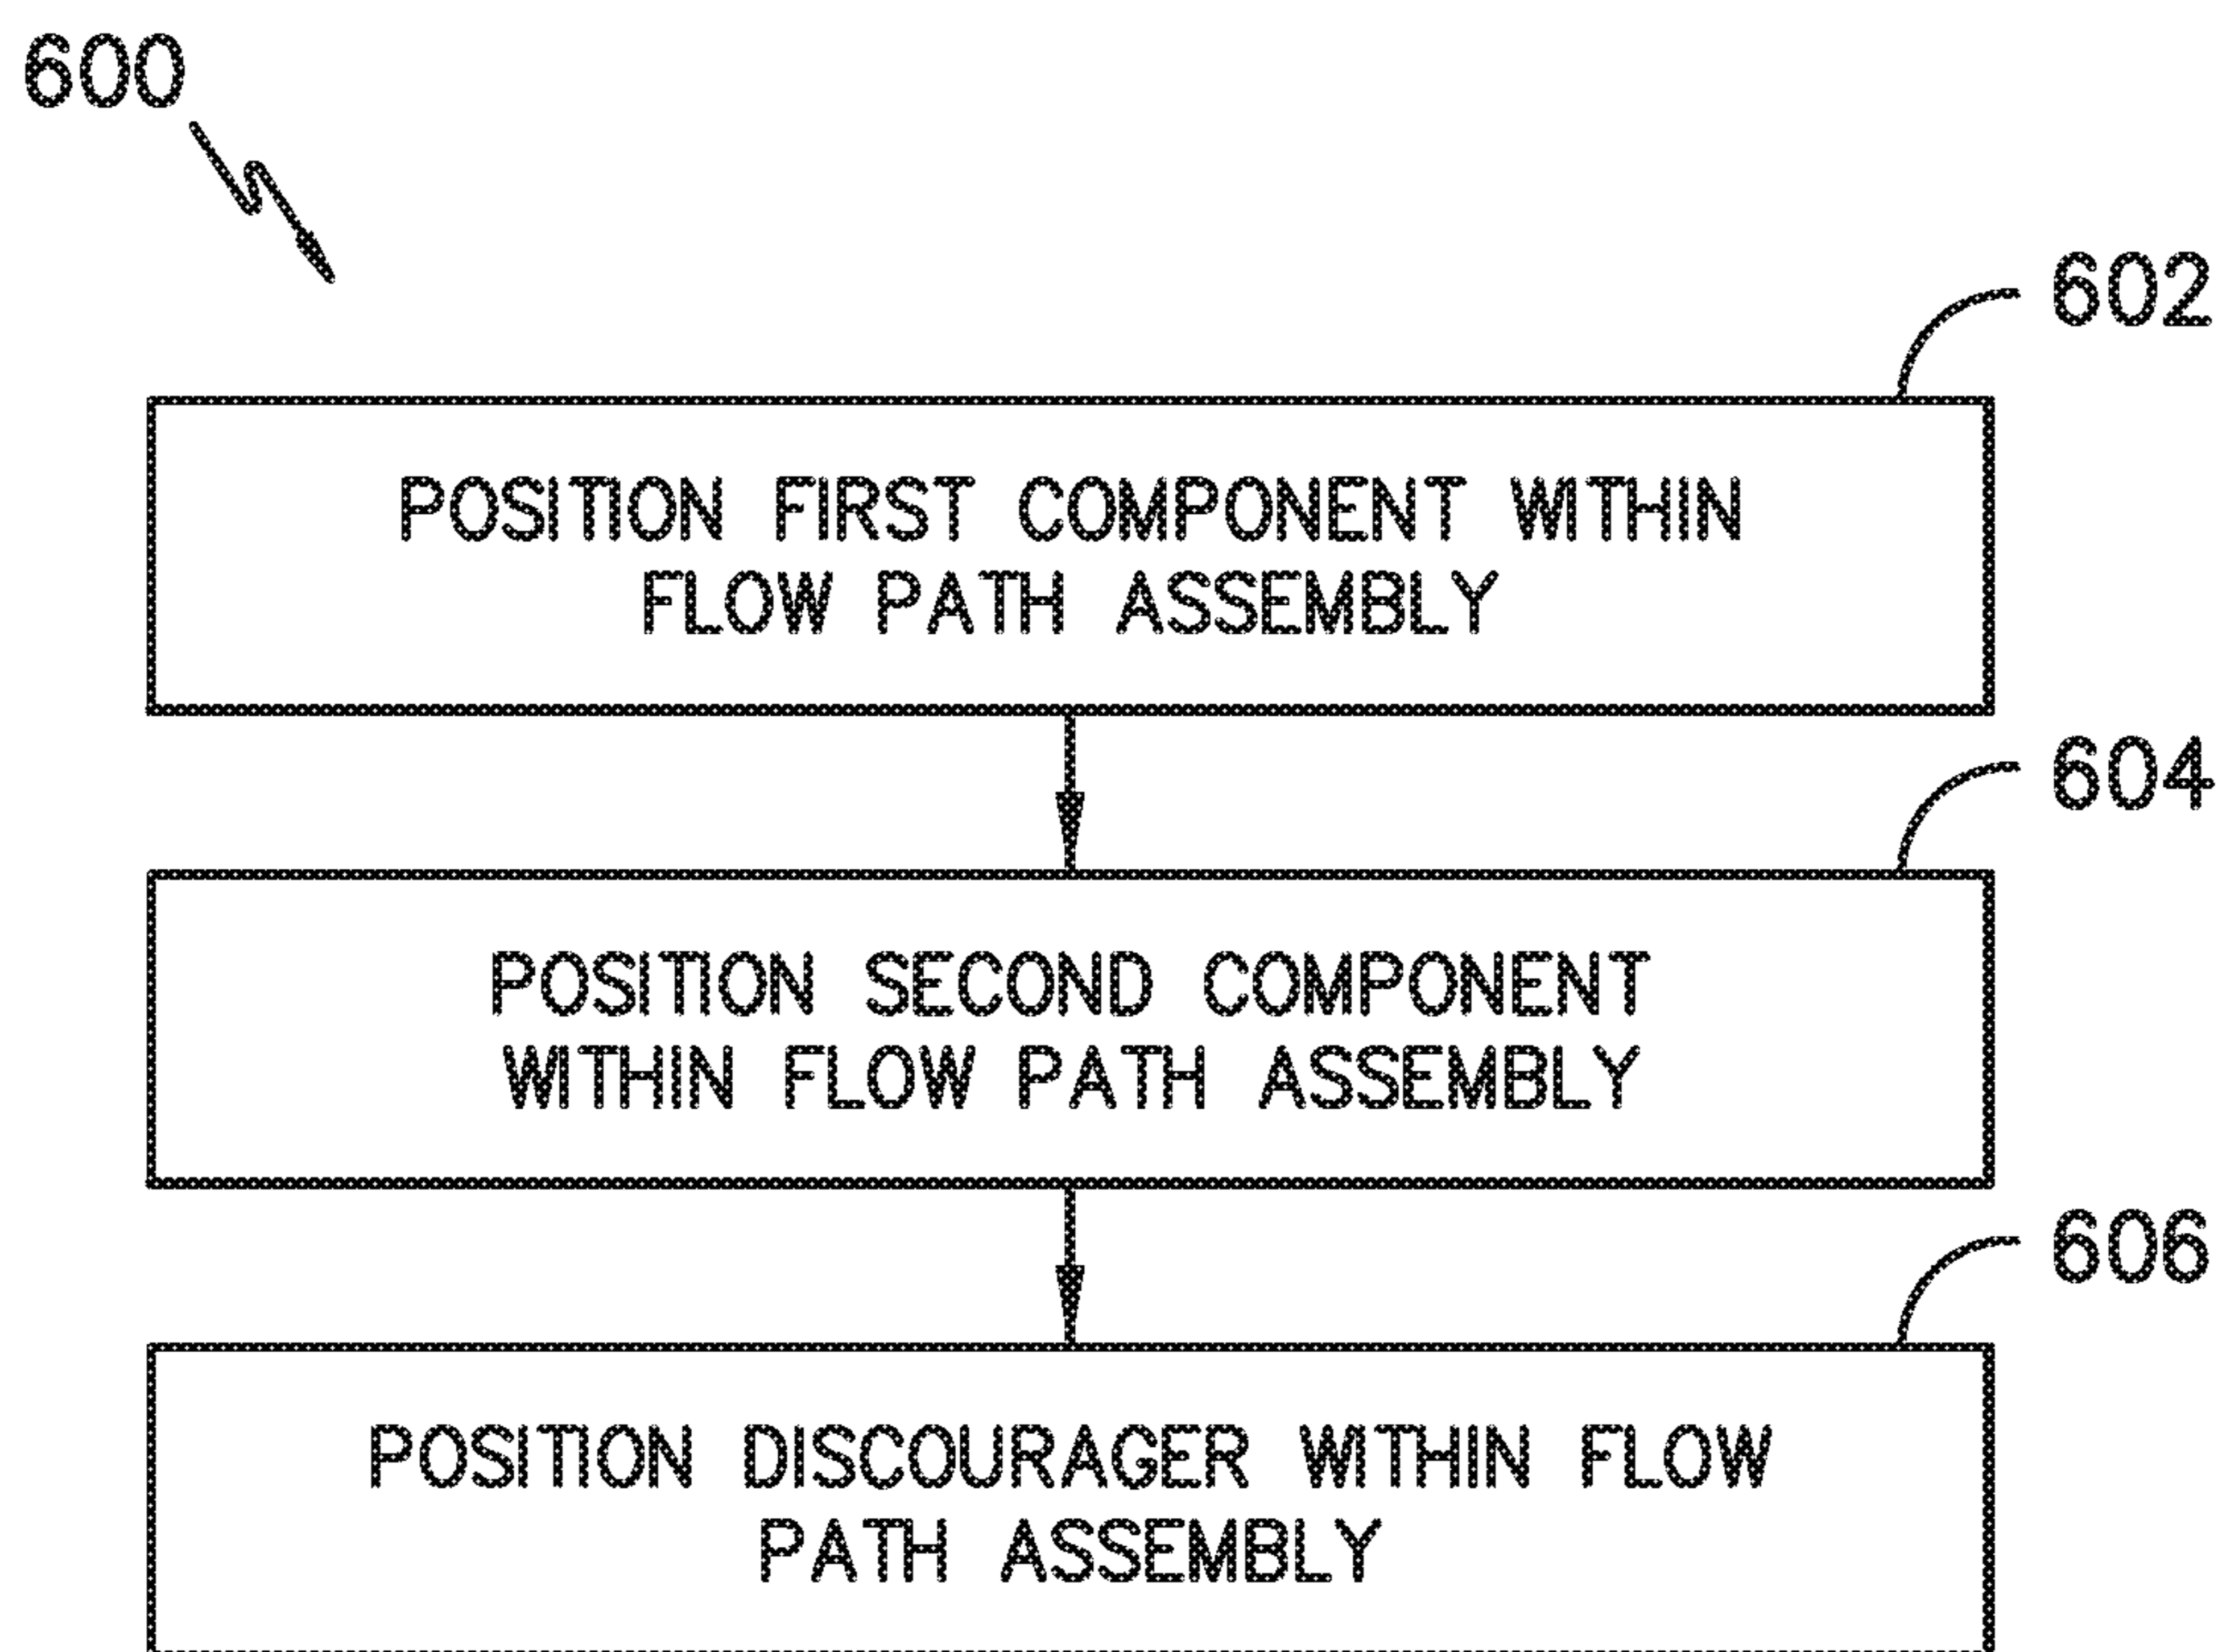 600
602
POSITION FIRST COMPONENT WITHIN
FLOW PATH ASSEMBLY
604
POSITION SECOND COMPONENT
WITHIN FLOW PATH ASSEMBLY
606
POSITION DISCOURAGER WITHIN FLOW
PATH ASSEMBLY